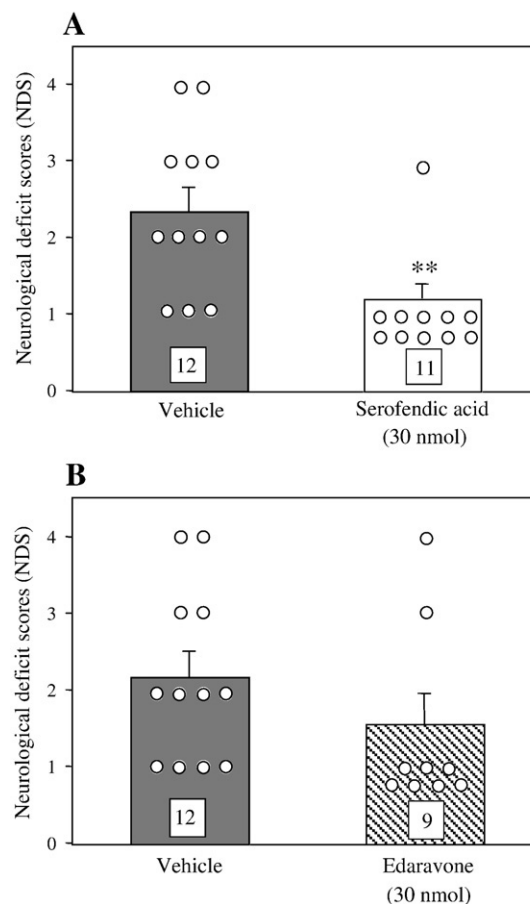 A
Neurological deficit scores (NDS)
4
3
2
1
0
**
12
11
Vehicle
Serofendic acid
(30 nmol)
B
Neurological deficit scores (NDS)
4
3
2
1
0
12
9
Vehicle
Edaravone
(30 nmol)